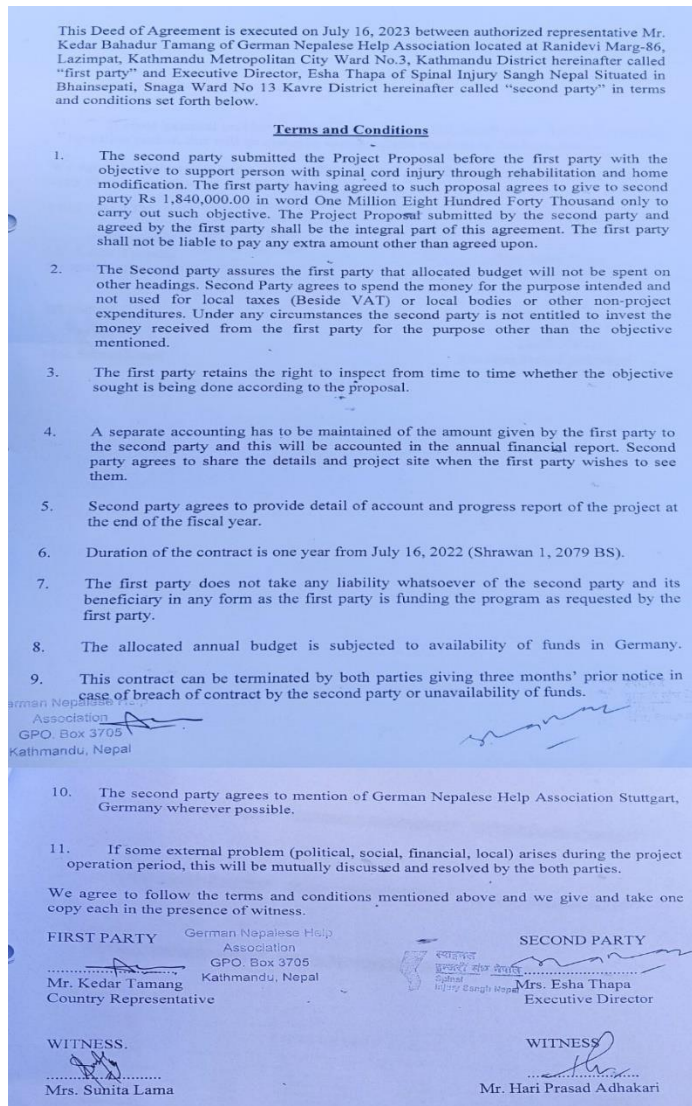 This Deed of Agreement is executed on July 16, 2023 between authorized representative Mr.
Kedar Bahadur Tamang of German Nepalese Help Association located at Ranidevi Marg-86,
Lazimpat, Kathmandu Metropolitan City Ward No.3, Kathmandu District hereinafter called
“first party” and Executive Director, Esha Thapa of Spinal Injury Sangh Nepal Situated in
Bhainsepati, Snaga Ward No 13 Kavre District hereinafter called “second party” in terms
and conditions set forth below.
Terms and Conditions
1. The second party submitted the Project Proposal before the first party with the
objective to support person with spinal cord injury through rehabilitation and home
modification. The first party having agreed to such proposal agrees to give to second
party Rs 1,840,000.00 in word One Million Eight Hundred Forty Thousand only to
carry out such objective. The Project Proposal submitted by the second party and
agreed by the first party shall be the integral part of this agreement. The first party
shall not be liable to pay any extra amount other than agreed upon.
2. The Second party assures the first party that allocated budget will not be spent on
other headings. Second Party agrees to spend the money for the purpose intended and
not used for local taxes (Beside VAT) or local bodies or other non-project
expenditures. Under any circumstances the second party is not entitled to invest the
money received from the first party for the purpose other than the objective
mentioned.
3. The first party retains the right to inspect from time to time whether the objective
sought is being done according to the proposal.
4. A separate accounting has to be maintained of the amount given by the first party to
the second party and this will be accounted in the annual financial report. Second
party agrees to share the details and project site when the first party wishes to see
them.
5. Second party agrees to provide detail of account and progress report of the project at
the end of the fiscal year.
6. Duration of the contract is one year from July 16, 2022 (Shrawan 1, 2079 BS).
7. The first party does not take any liability whatsoever of the second party and its
beneficiary in any form as the first party is funding the program as requested by the
first party.
8. The allocated annual budget is subjected to availability of funds in Germany.
9. This contract can be terminated by both parties giving three months’ prior notice in
case of breach of contract by the second party or unavailability of funds.
erman Nepalese Help
Association
GPO. Box 3705
Kathmandu, Nepal
10. The second party agrees to mention of German Nepalese Help Association Stuttgart,
Germany wherever possible.
11. If some external problem (political, social, financial, local) arises during the project
operation period, this will be mutually discussed and resolved by the both parties.
We agree to follow the terms and conditions mentioned above and we give and take one
copy each in the presence of witness.
FIRST PARTY
German Nepalese Help
Association
GPO. Box 3705
Kathmandu, Nepal
Mr. Kedar Tamang
Country Representative
SECOND PARTY
स्पाइनल
इन्जुरी संघ नेपाल
Spinal
Injury Sangh Nepal
Mrs. Esha Thapa
Executive Director
WITNESS.
Mrs. Sunita Lama
WITNESS
Mr. Hari Prasad Adhakari